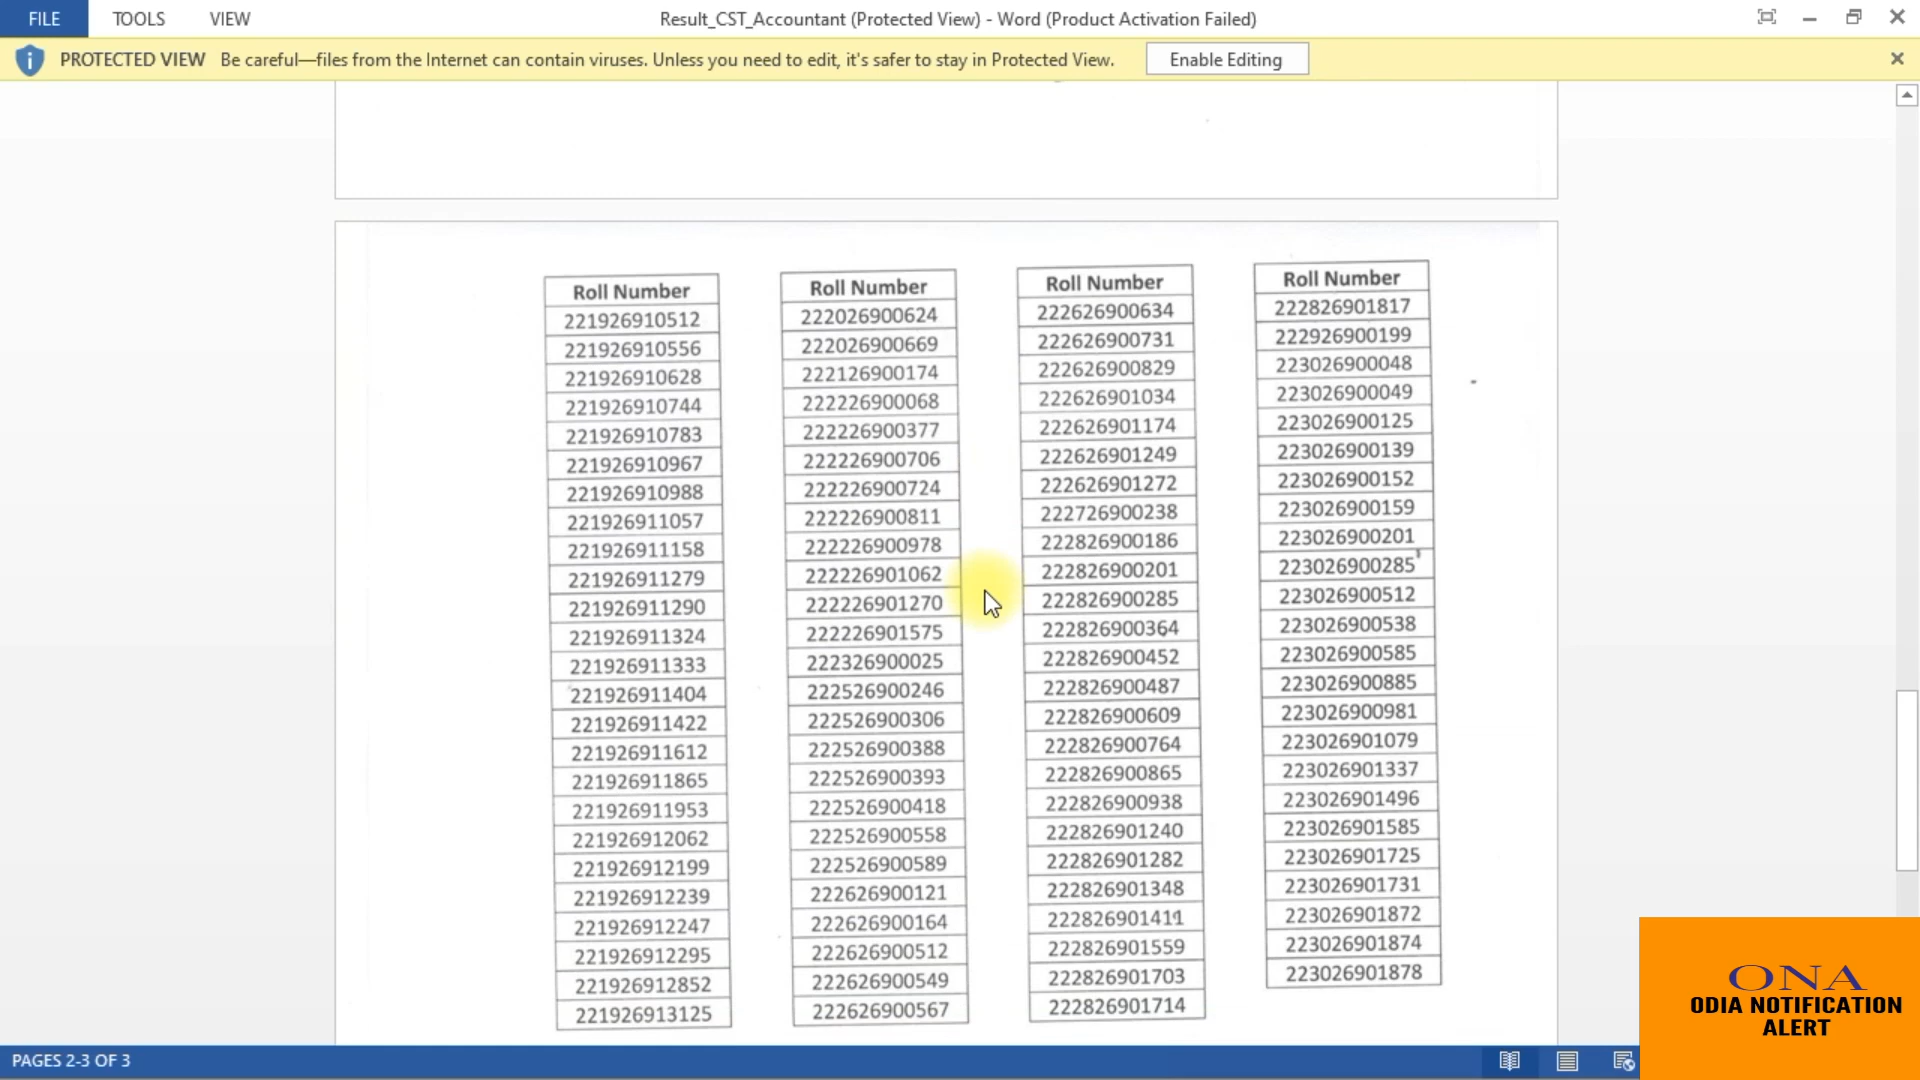 FILE TOOLS VIEW Result_CST_Accountant (Protected View) - Word (Product Activation Failed)
PROTECTED VIEW Be careful—files from the Internet can contain viruses. Unless you need to edit, it's safer to stay in Protected View. Enable Editing
Roll Number Roll Number Roll Number Roll Number
221926910512 222026900624 222626900634 222826901817
221926910556 222026900669 222626900731 222926900199
221926910628 222126900174 222626900829 223026900048
221926910744 222226900068 222626901034 223026900049
221926910783 222226900377 222626901174 223026900125
221926910967 222226900706 222626901249 223026900139
221926910988 222226900724 222626901272 223026900152
221926911057 222226900811 222726900238 223026900159
221926911158 222226900978 222826900186 223026900201
221926911279 222226901062 222826900201 223026900285
221926911290 222226901270 222826900285 223026900512
221926911324 222226901575 222826900364 223026900538
221926911333 222326900025 222826900452 223026900585
221926911404 222526900246 222826900487 223026900885
221926911422 222526900306 222826900609 223026900981
221926911612 222526900388 222826900764 223026901079
221926911865 222526900393 222826900865 223026901337
221926911953 222526900418 222826900938 223026901496
221926912062 222526900558 222826901240 223026901585
221926912199 222526900589 222826901282 223026901725
221926912239 222626900121 222826901348 223026901731
221926912247 222626900164 222826901411 223026901872
221926912295 222626900512 222826901559 223026901874
221926912852 222626900549 222826901703 223026901878
221926913125 222626900567 222826901714
ONA
ODIA NOTIFICATION
ALERT
PAGES 2-3 OF 3